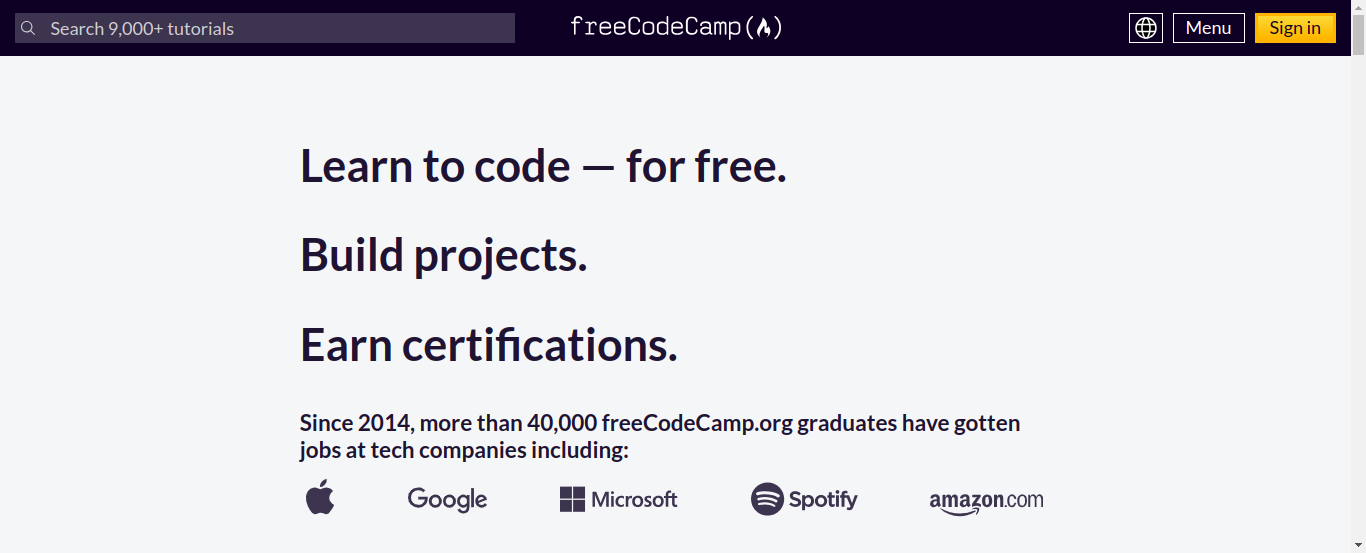 Search 9,000+ tutorials
freeCodeCamp(🔥)
Menu
Sign in
Learn to code — for free.
Build projects.
Earn certifications.
Since 2014, more than 40,000 freeCodeCamp.org graduates have gotten
jobs at tech companies including:
Google
Microsoft
Spotify
amazon.com